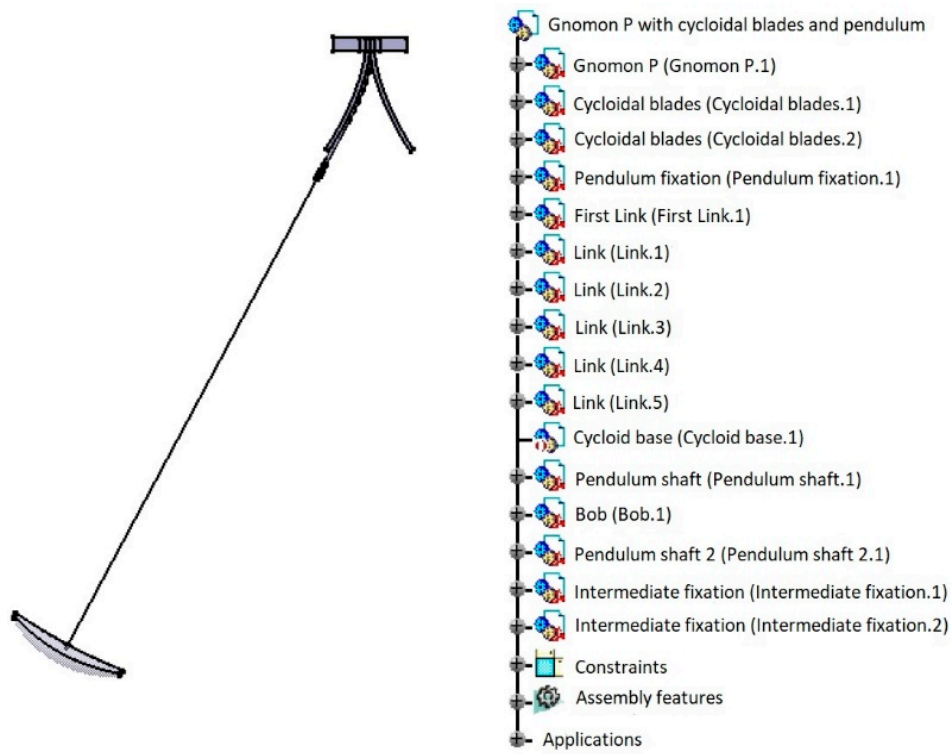 Gnomon P with cycloidal blades and pendulum
Gnomon P (Gnomon P.1)
Cycloidal blades (Cycloidal blades.1)
Cycloidal blades (Cycloidal blades.2)
Pendulum fixation (Pendulum fixation.1)
First Link (First Link.1)
Link (Link.1)
Link (Link.2)
Link (Link.3)
Link (Link.4)
Link (Link.5)
Cycloid base (Cycloid base.1)
Pendulum shaft (Pendulum shaft.1)
Bob (Bob.1)
Pendulum shaft 2 (Pendulum shaft 2.1)
Intermediate fixation (Intermediate fixation.1)
Intermediate fixation (Intermediate fixation.2)
Constraints
Assembly features
Applications